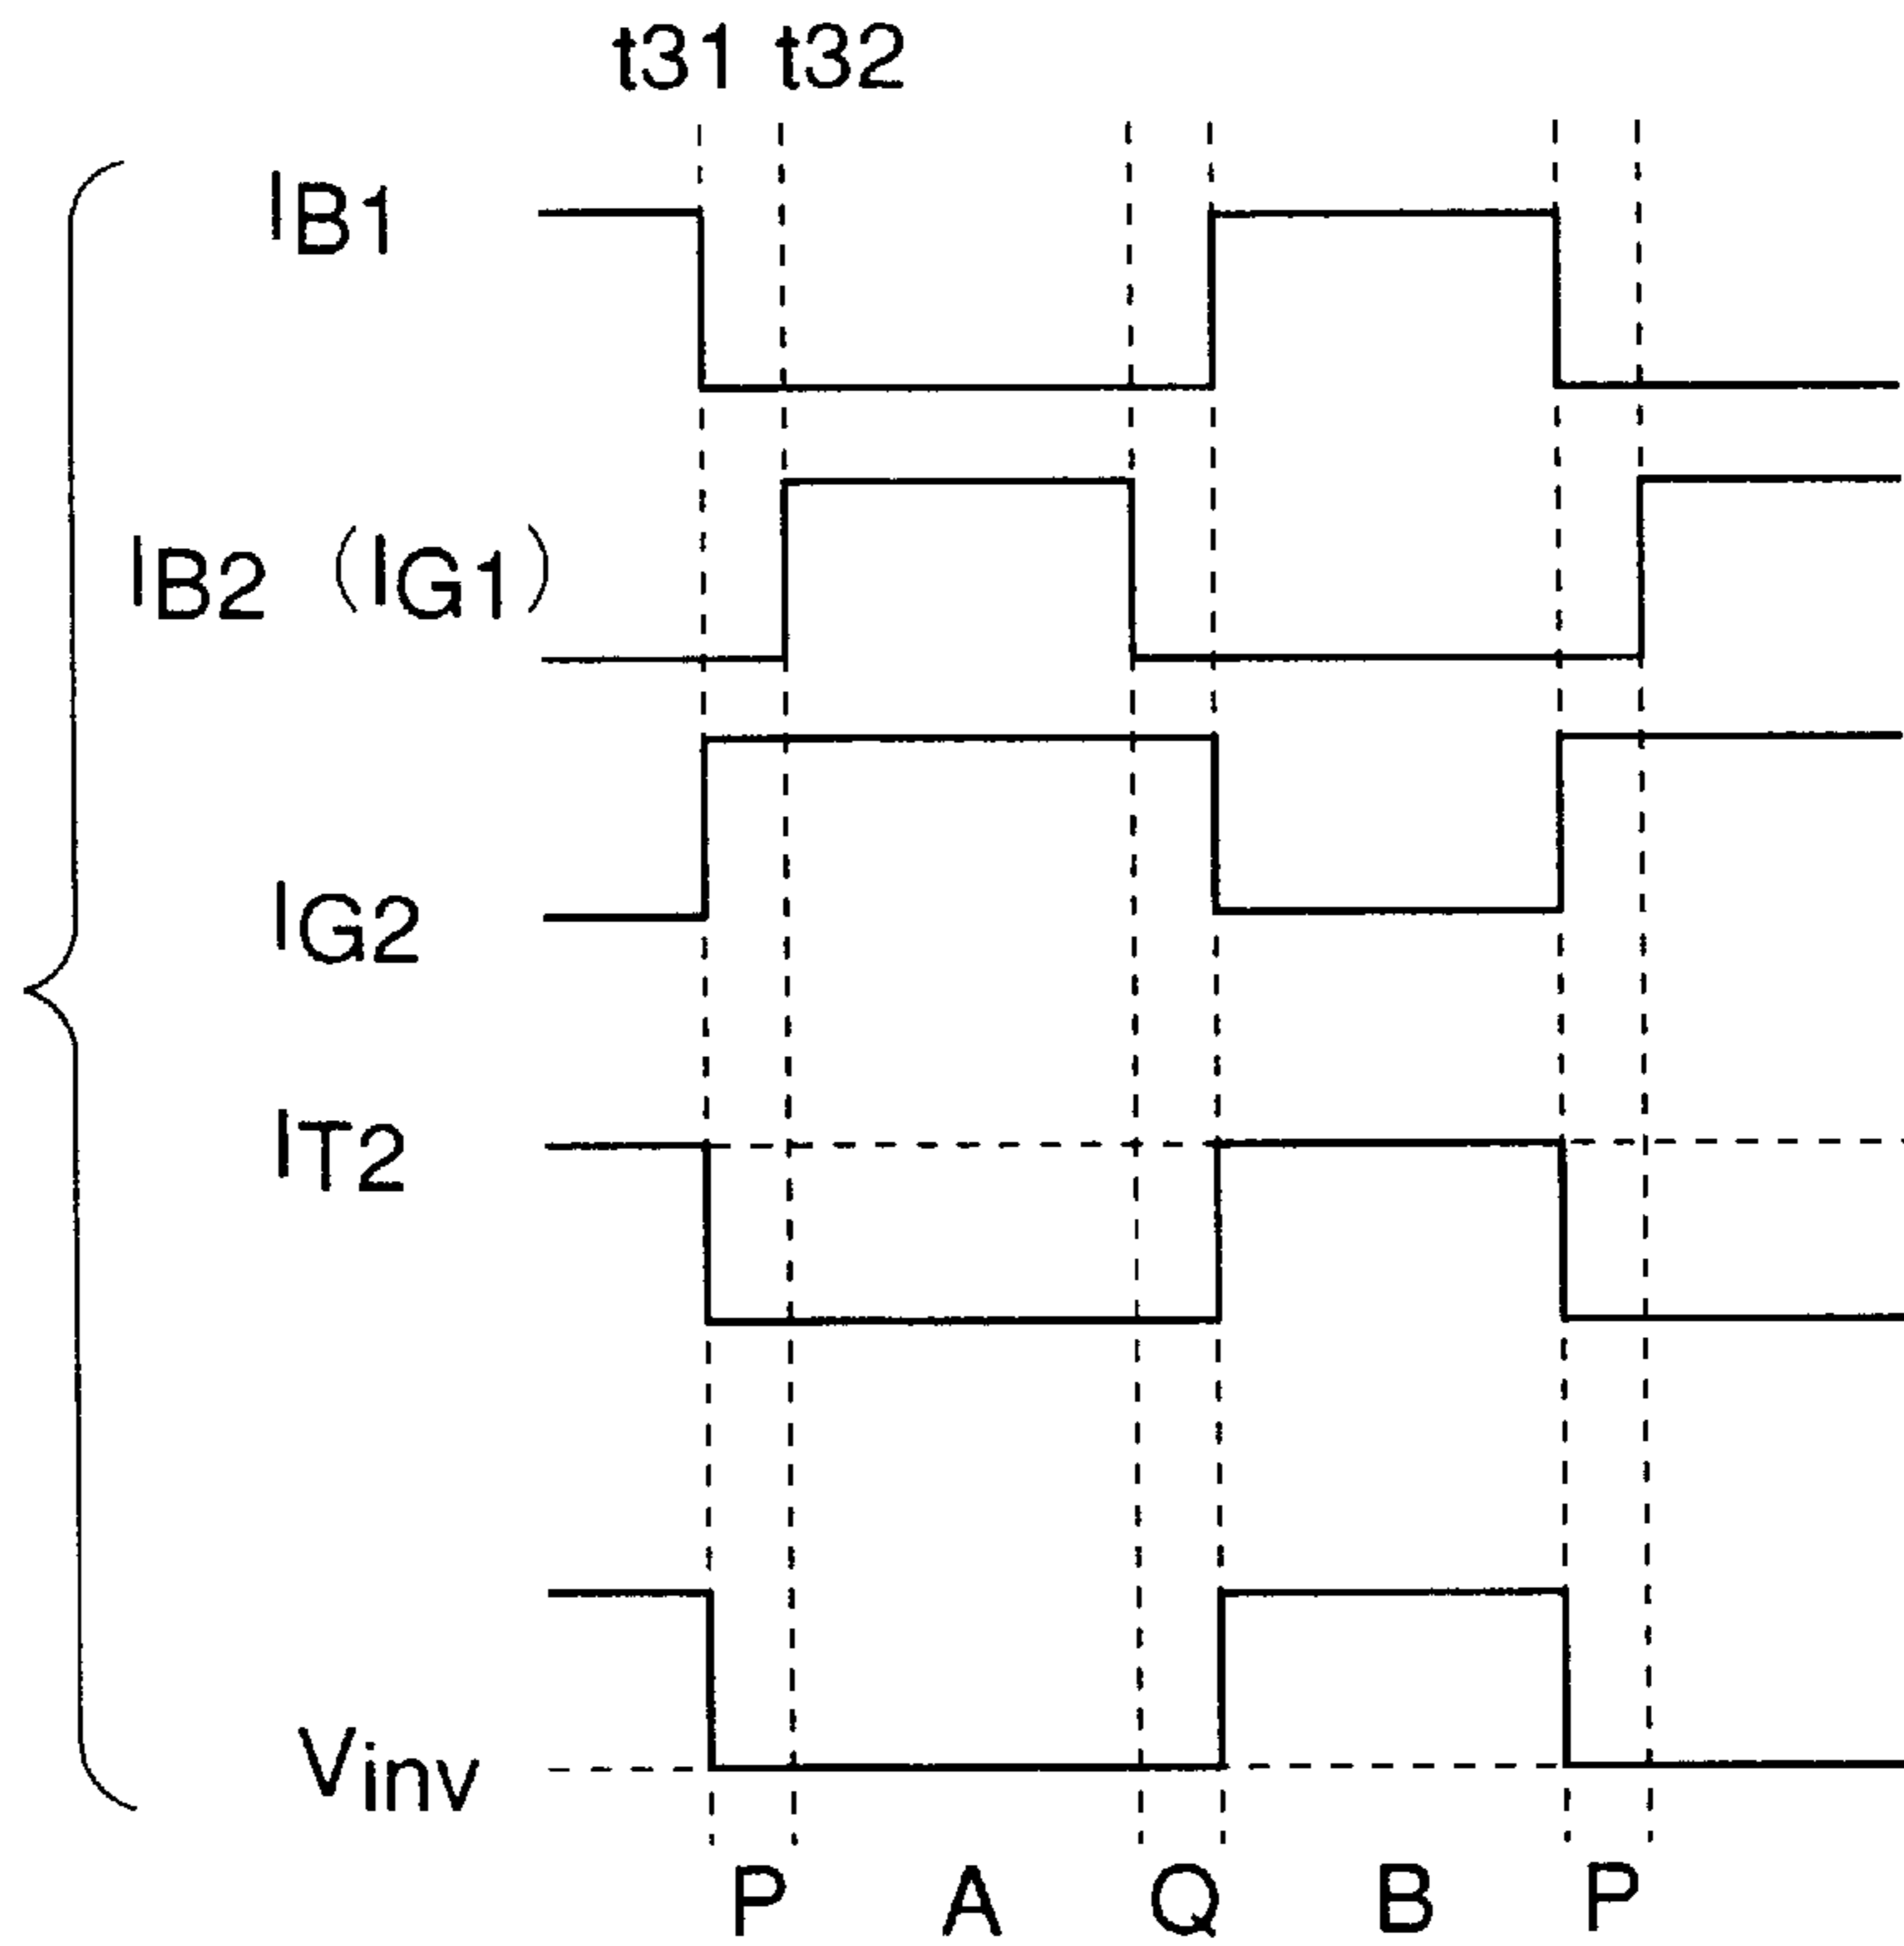 t31 t32
IB1
IB2 (IG1)
IG2
IT2
Vinv
P A Q B P